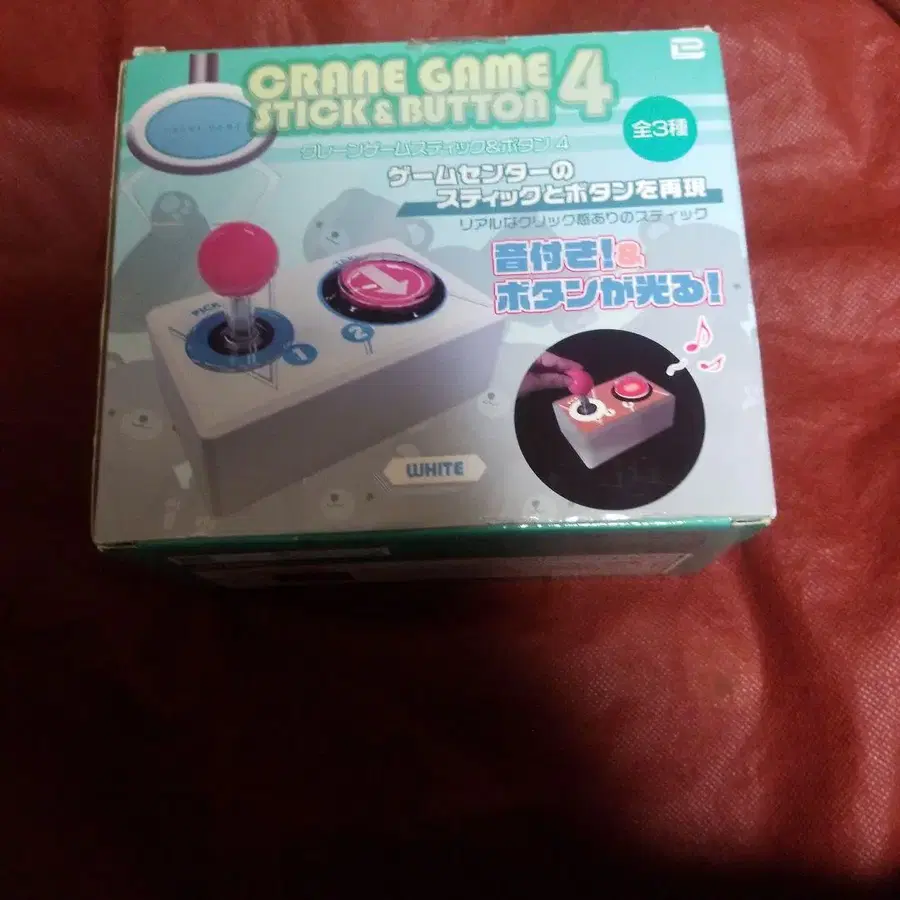 CRANE GAME
STICK & BUTTON 4
全3種
クレーンゲームスティック&ボタン 4
ゲームセンターの
スティックとボタンを再現
リアルなクリック感ありのスティック
音付き!&
ボタンが光る!
PICK
1
2
WHITE